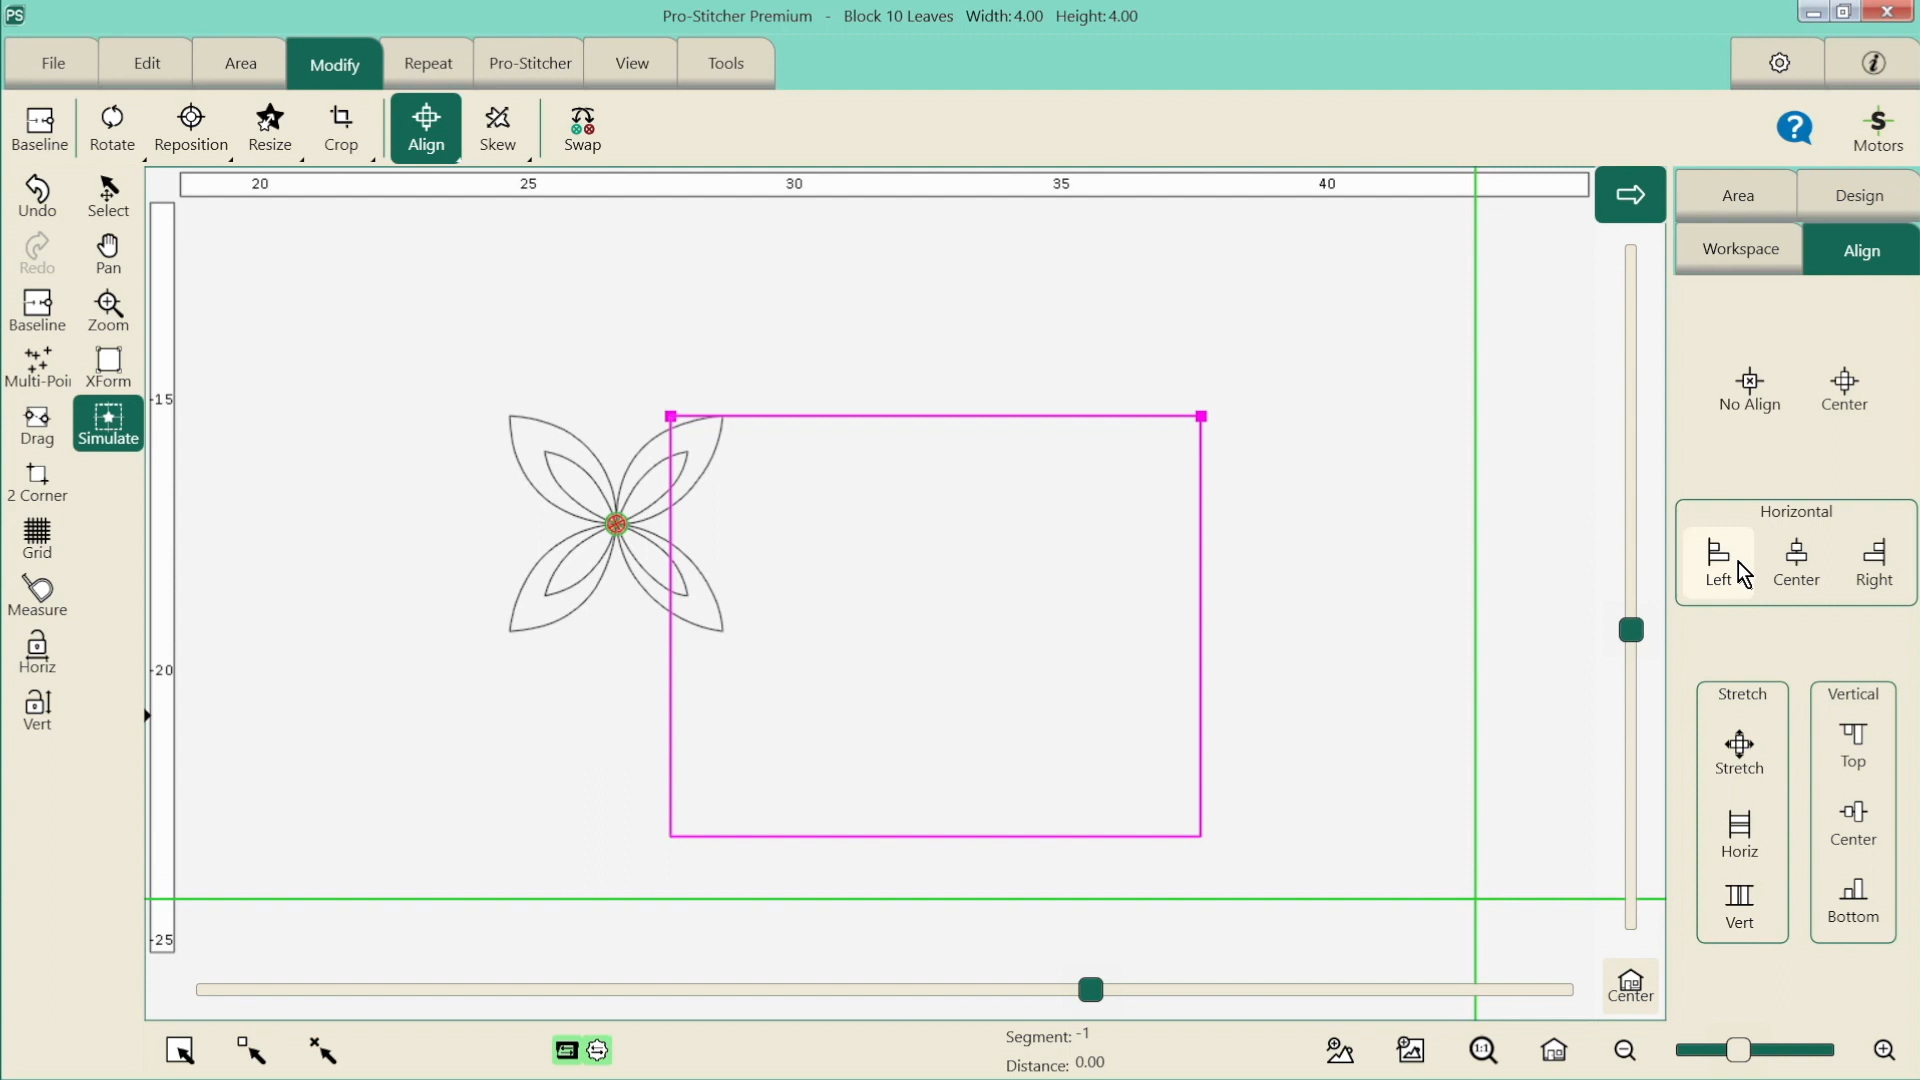 PS Pro-Stitcher Premium - Block 10 Leaves Width: 4.00 Height: 4.00
File Edit Area Modify Repeat Pro-Stitcher View Tools
Baseline Rotate Reposition Resize Crop Align Skew Swap ? S Motors
20 25 30 35 40
Undo Select
Redo Pan
Baseline Zoom
Multi-Poi XForm
Drag Simulate
2 Corner
Grid
Measure
Horiz
Vert
15
20
25
Center
Area Design
Workspace Align
No Align Center
Horizontal
Left Center Right
Stretch Vertical
Stretch Top
Horiz Center
Vert Bottom
Segment: -1
Distance: 0.00
1:1